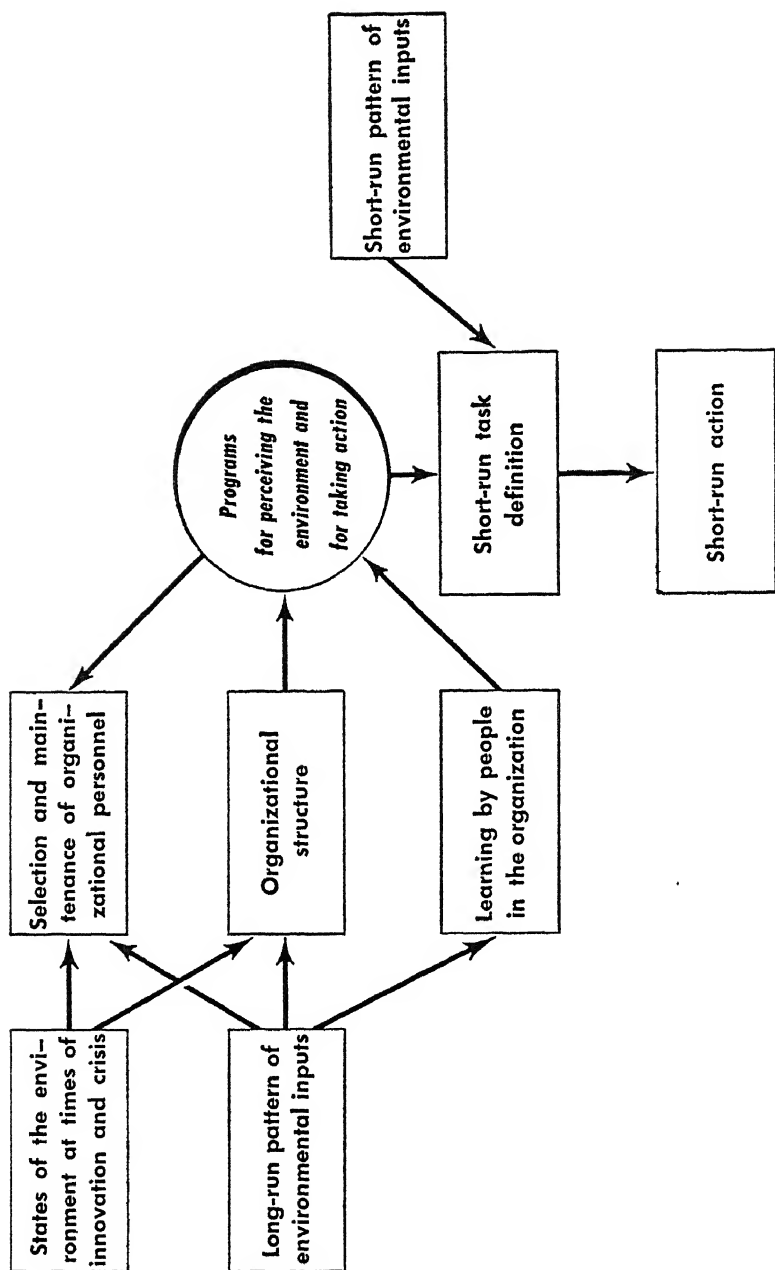 States of the envi-
ronment at times of
innovation and crisis
Long-run pattern of
environmental inputs
Selection and main-
tenance of organi-
zational personnel
Organizational
structure
Learning by people
in the organization
Programs
for perceiving the
environment and
for taking action
Short-run task
definition
Short-run action
Short-run pattern of
environmental inputs